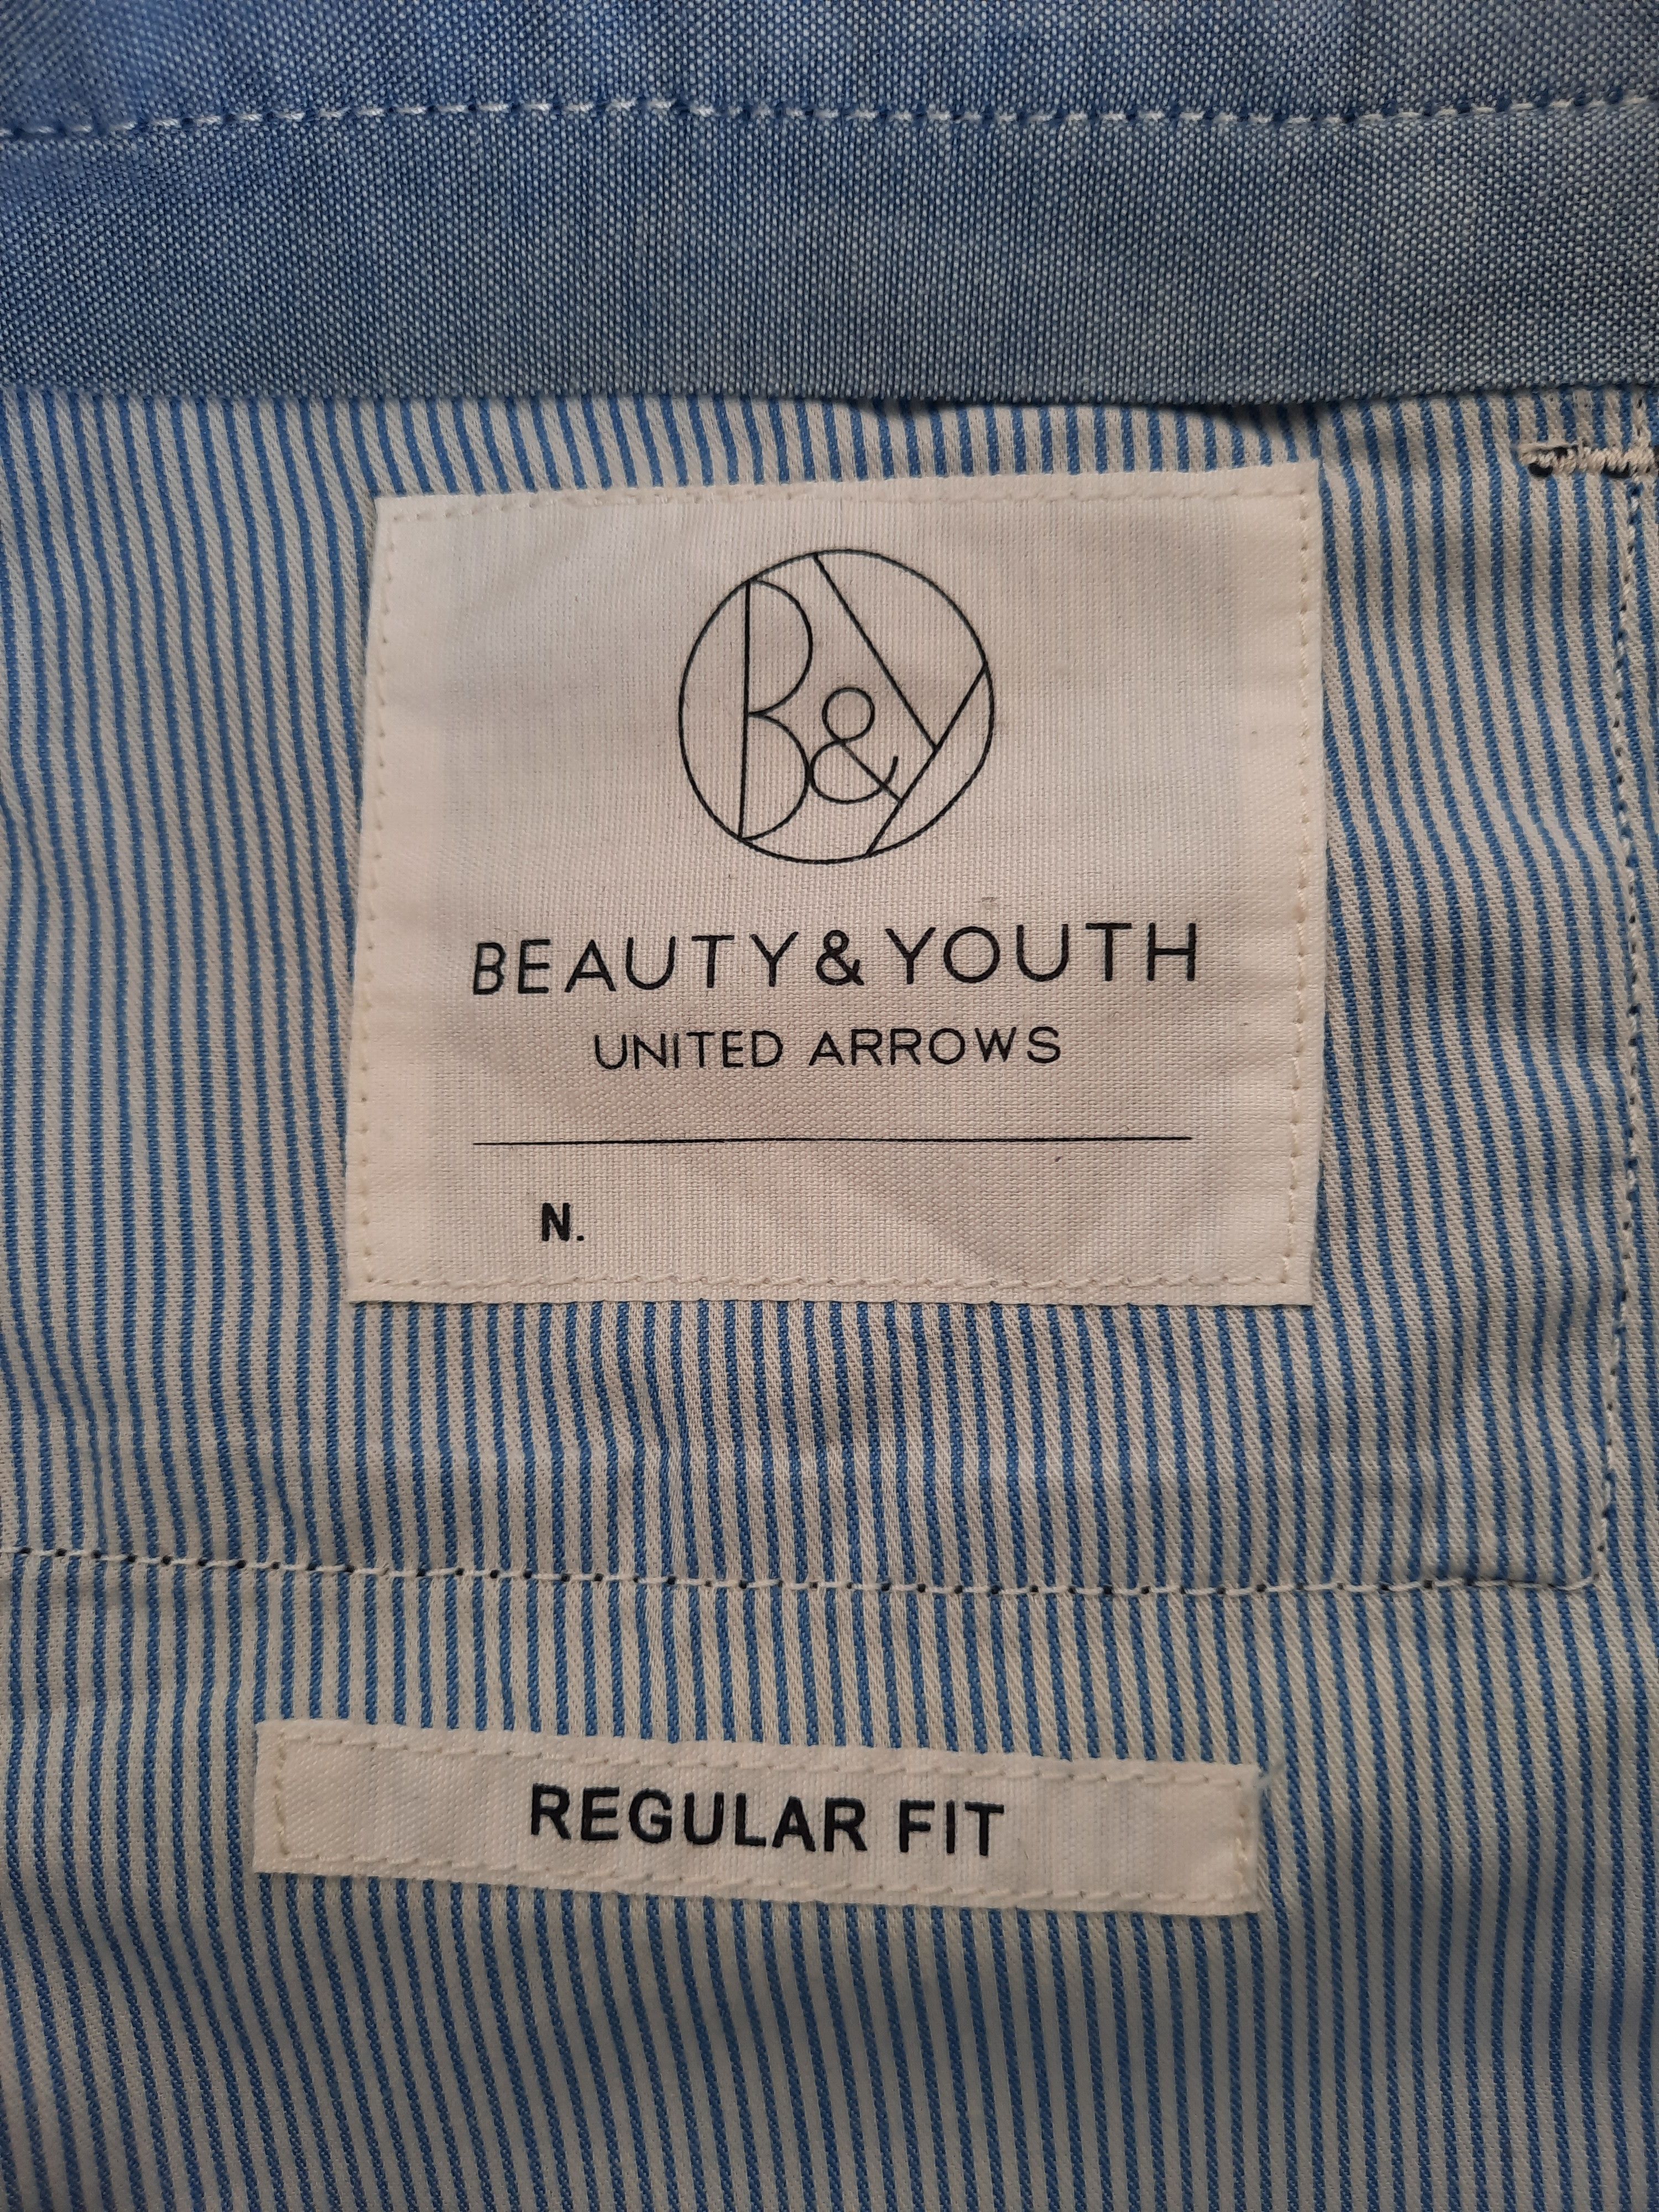 B&Y
BEAUTY & YOUTH
UNITED ARROWS
N.
REGULAR FIT